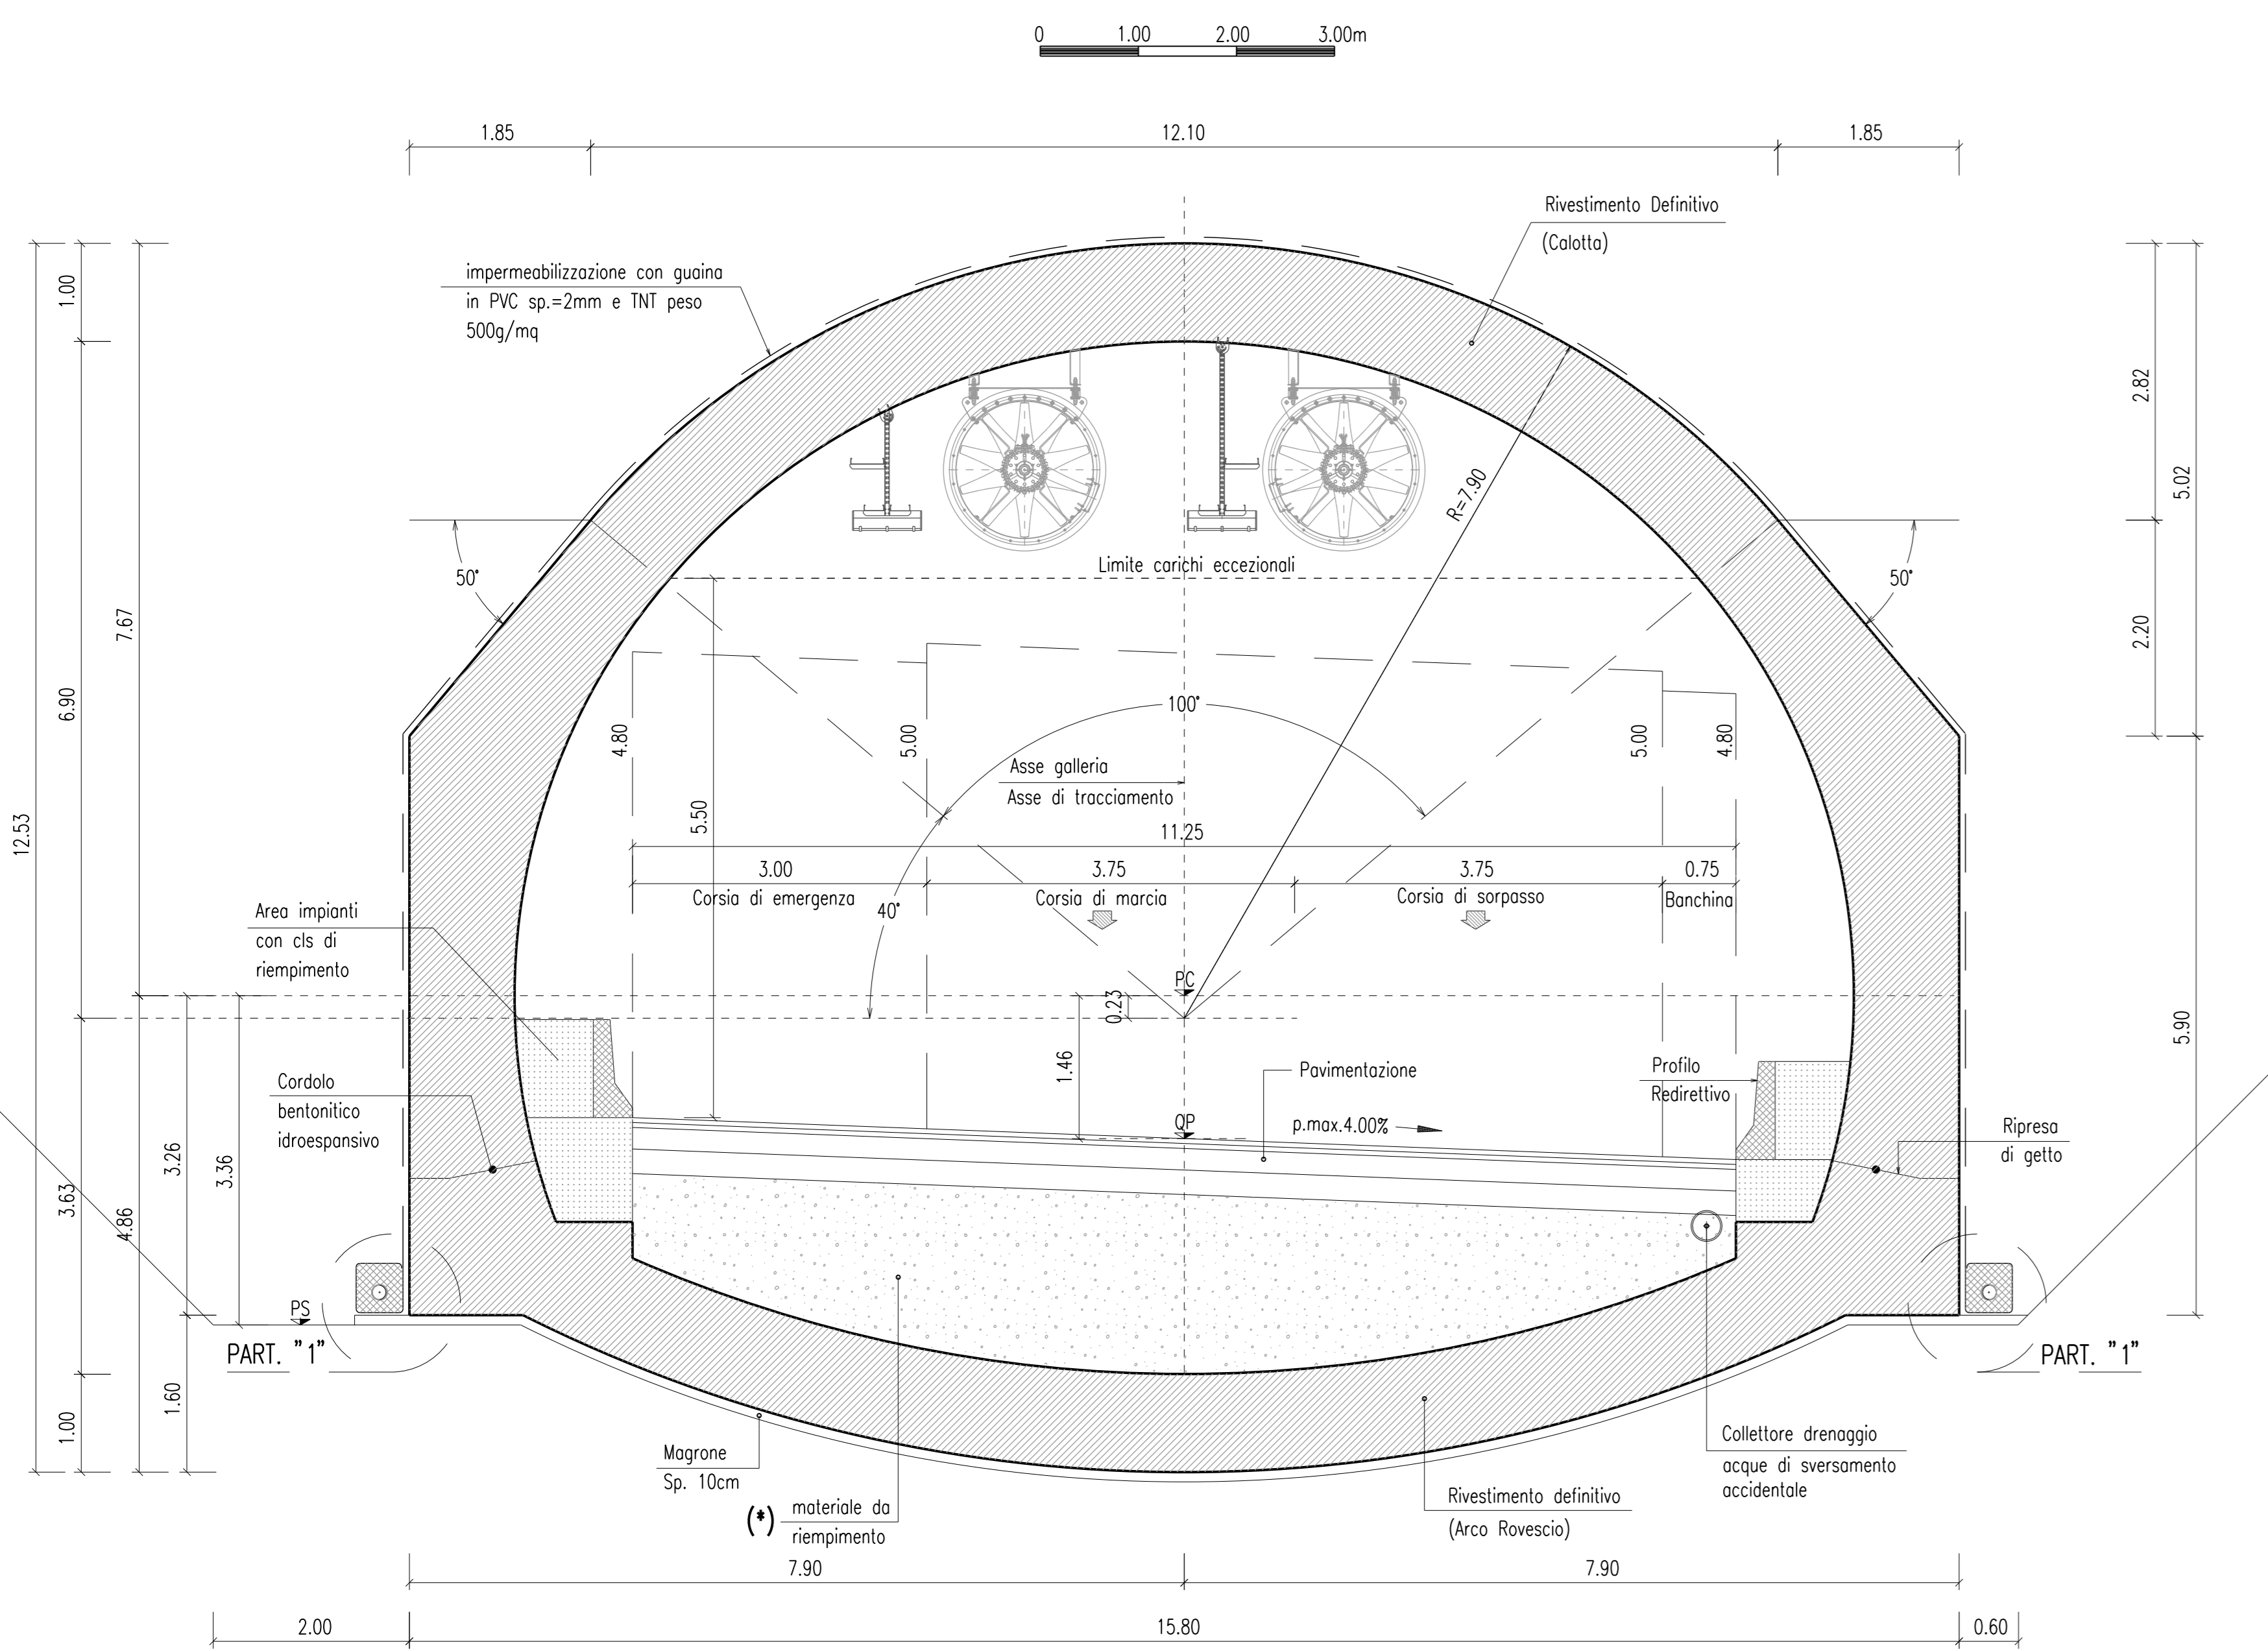 0 1.00 2.00 3.00m
1.85 12.10 1.85
Rivestimento Definitivo
(Calotta)
impermeabilizzazione con guaina
in PVC sp.=2mm e TNT peso
500g/mq
1.00
2.82
5.02
R=7.90
Limite carichi eccezionali
50°
50°
7.67
2.20
6.90
100°
4.80
5.00
5.00
4.80
Asse galleria
Asse di tracciamento
5.50
12.53
11.25
3.00 3.75 3.75 0.75
Corsia di emergenza Corsia di marcia Corsia di sorpasso Banchina
40°
Area impianti
con cls di
riempimento
PC
0.23
5.90
1.46
Pavimentazione
Profilo
Redirettivo
Cordolo
bentonitico
idroespansivo
QP
p.max.4.00%
Ripresa
di getto
3.26
3.36
3.63
4.86
PS
PART. "1"
PART. "1"
1.60
1.00
Magrone
Sp. 10cm
(*) materiale da
riempimento
Rivestimento definitivo
(Arco Rovescio)
Collettore drenaggio
acque di sversamento
accidentale
7.90 7.90
2.00 15.80 0.60